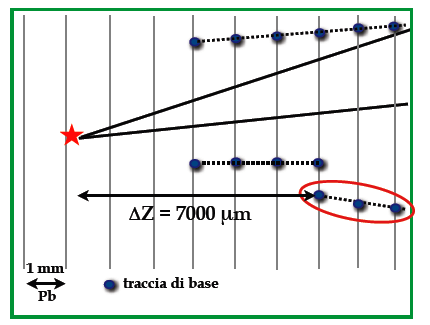 ΔZ = 7000 μm
1 mm
Pb
traccia di base